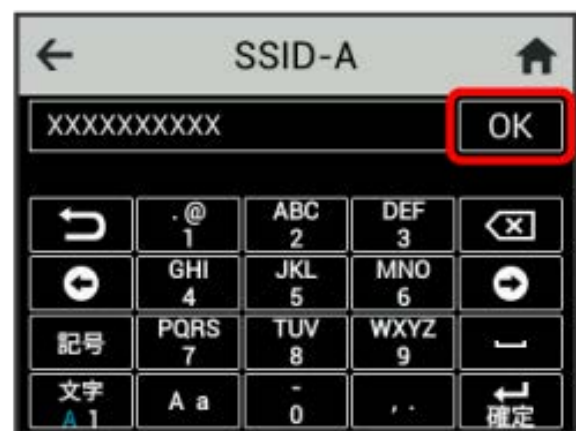 SSID-A
XXXXXXXXXX OK
.@ ABC DEF
1 2 3
GHI JKL MNO
4 5 6
記号 PQRS TUV WXYZ
7 8 9
文字 A a - , .
A 1 0 確定